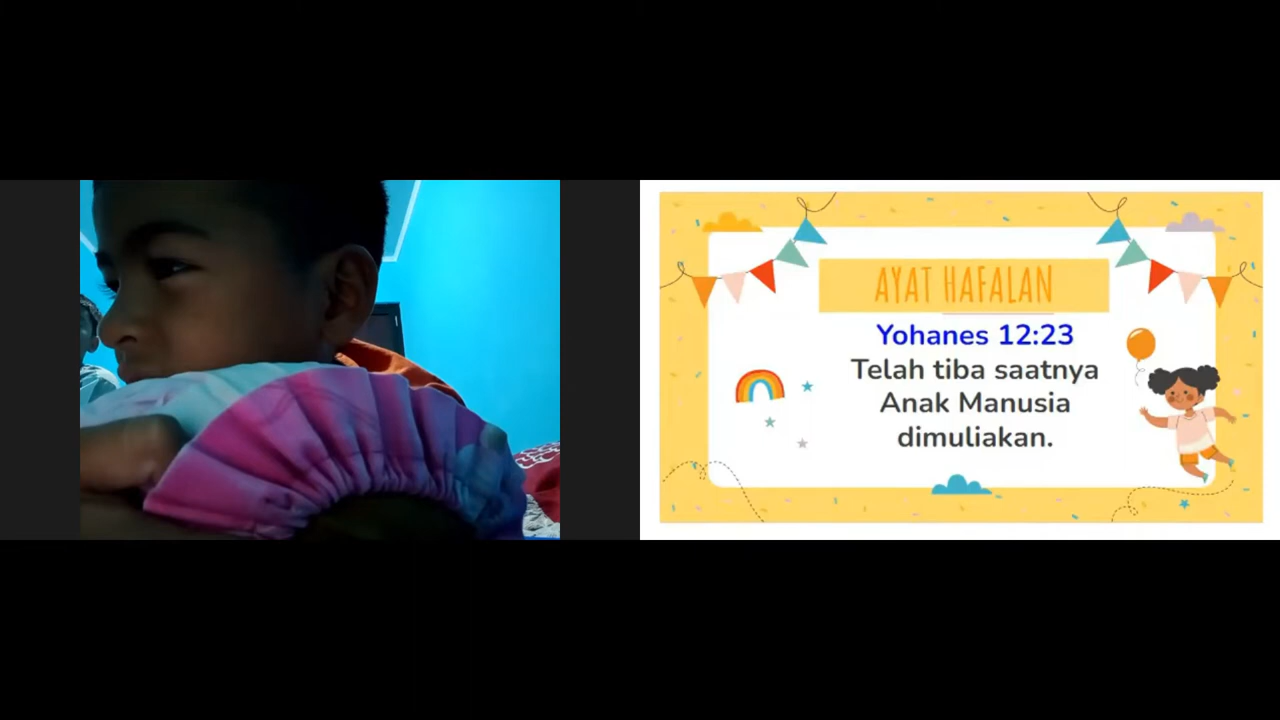 AYAT HAFALAN
Yohanes 12:23
Telah tiba saatnya
Anak Manusia
dimuliakan.